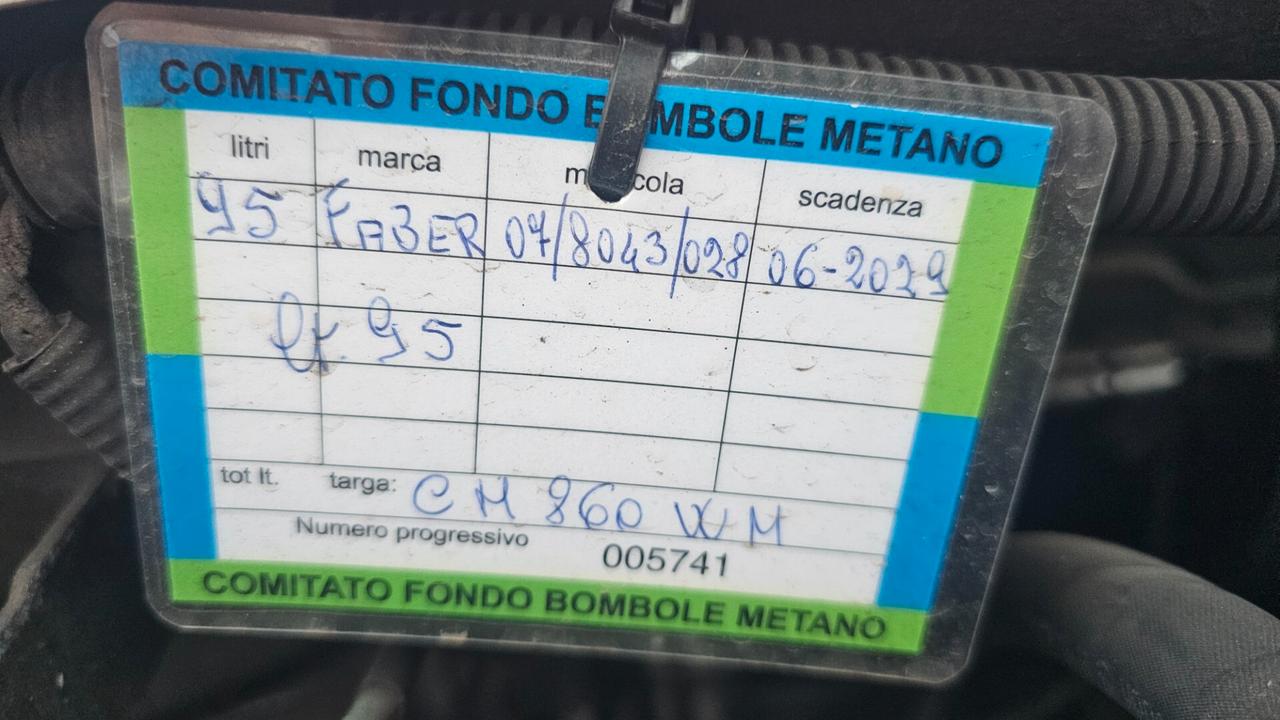 COMITATO FONDO BOMBOLE METANO
litri marca matricola scadenza
95 FABER 07/8043/028 06-2029
lt. 95
tot lt. targa: CM 860 WM
Numero progressivo 005741
COMITATO FONDO BOMBOLE METANO